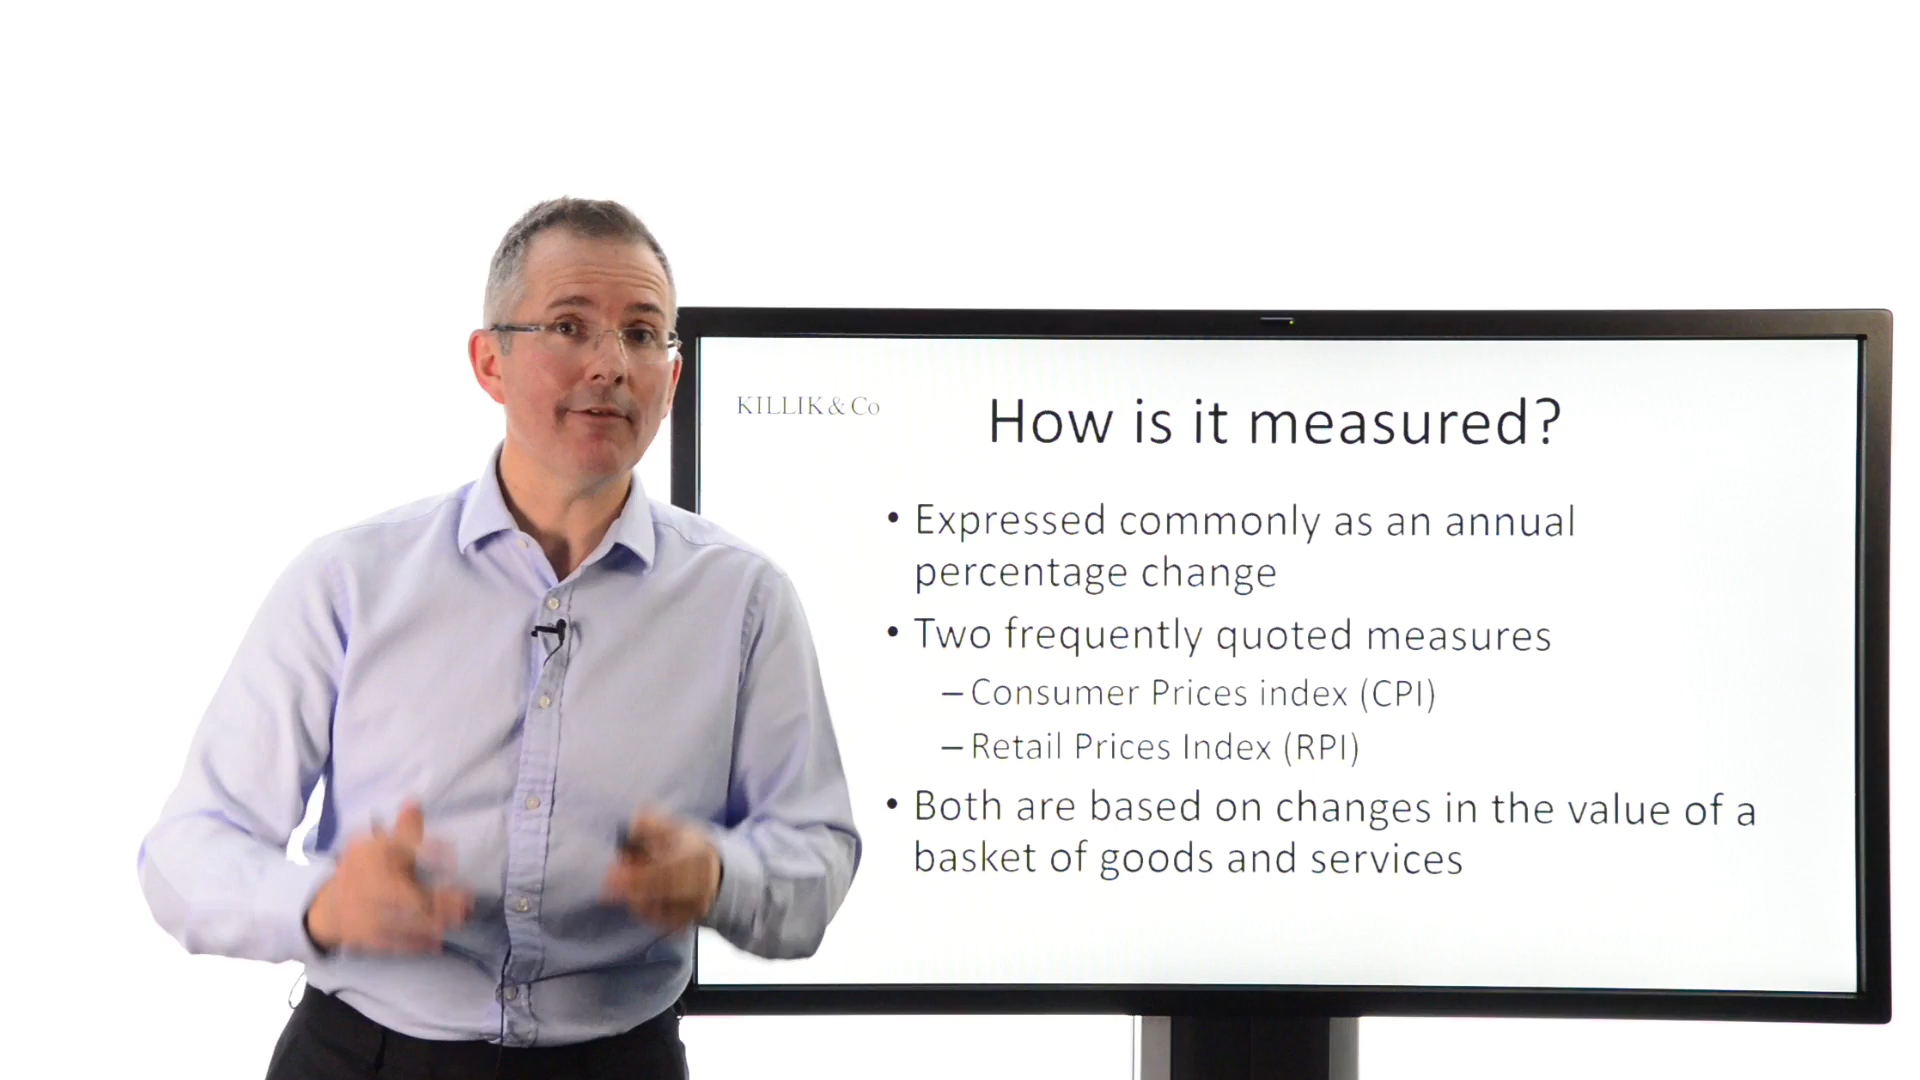 KILLIK & Co
How is it measured?
• Expressed commonly as an annual
percentage change
• Two frequently quoted measures
– Consumer Prices index (CPI)
– Retail Prices Index (RPI)
• Both are based on changes in the value of a
basket of goods and services